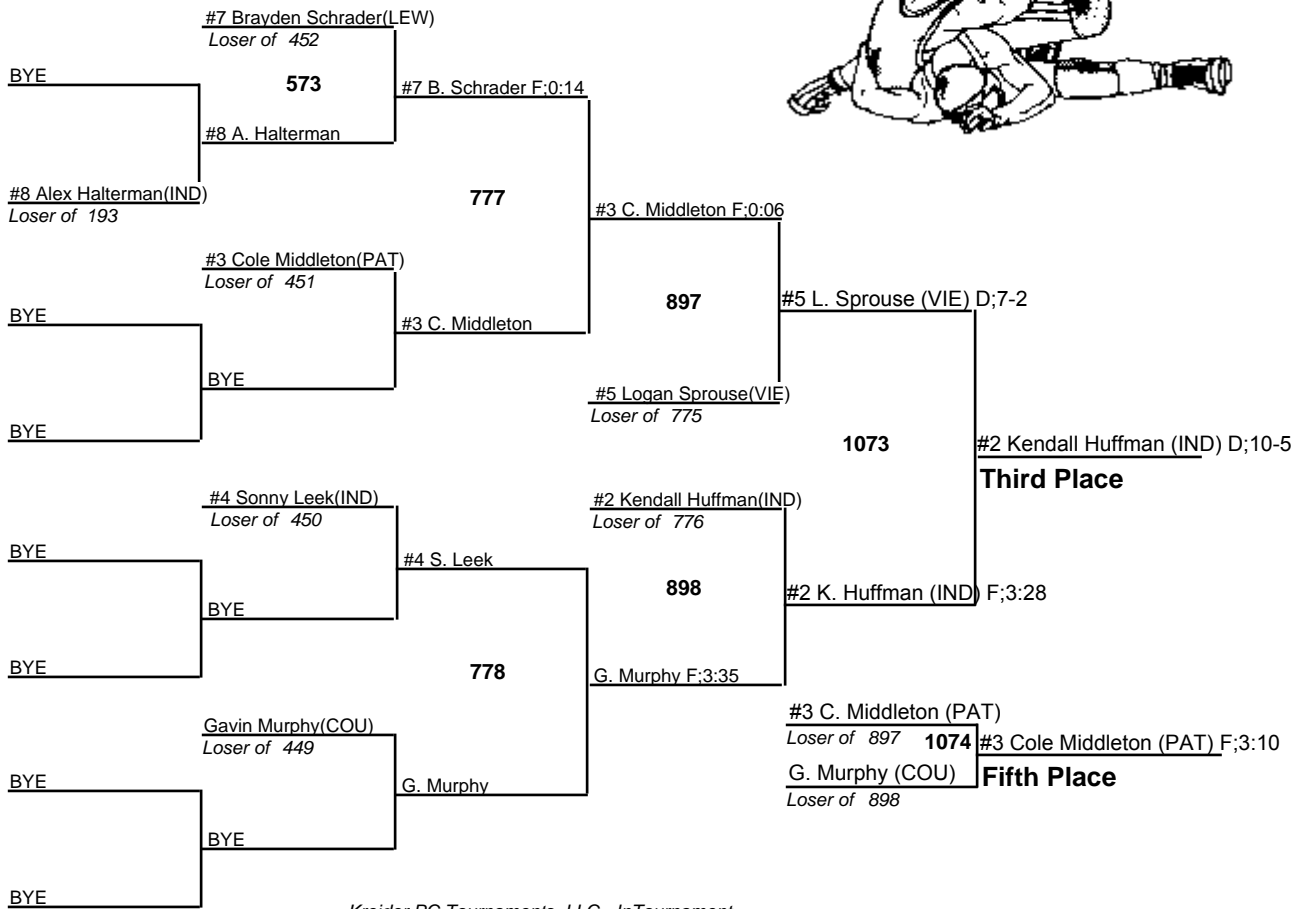 #7 Brayden Schrader(LEW)
Loser of 452
BYE
573
#7 B. Schrader F;0:14
#8 A. Halterman
#8 Alex Halterman(IND)
Loser of 193
777
#3 C. Middleton F;0:06
#3 Cole Middleton(PAT)
Loser of 451
BYE
#3 C. Middleton
897
#5 L. Sprouse (VIE) D;7-2
BYE
#5 Logan Sprouse(VIE)
Loser of 775
BYE
1073
#2 Kendall Huffman (IND) D;10-5
Third Place
#4 Sonny Leek(IND)
Loser of 450
#2 Kendall Huffman(IND)
Loser of 776
BYE
#4 S. Leek
898
#2 K. Huffman (IND) F;3:28
BYE
BYE
778
G. Murphy F;3:35
Gavin Murphy(COU)
Loser of 449
#3 C. Middleton (PAT)
Loser of 897
1074
#3 Cole Middleton (PAT) F;3:10
BYE
G. Murphy
G. Murphy (COU)
Fifth Place
Loser of 898
BYE
BYE